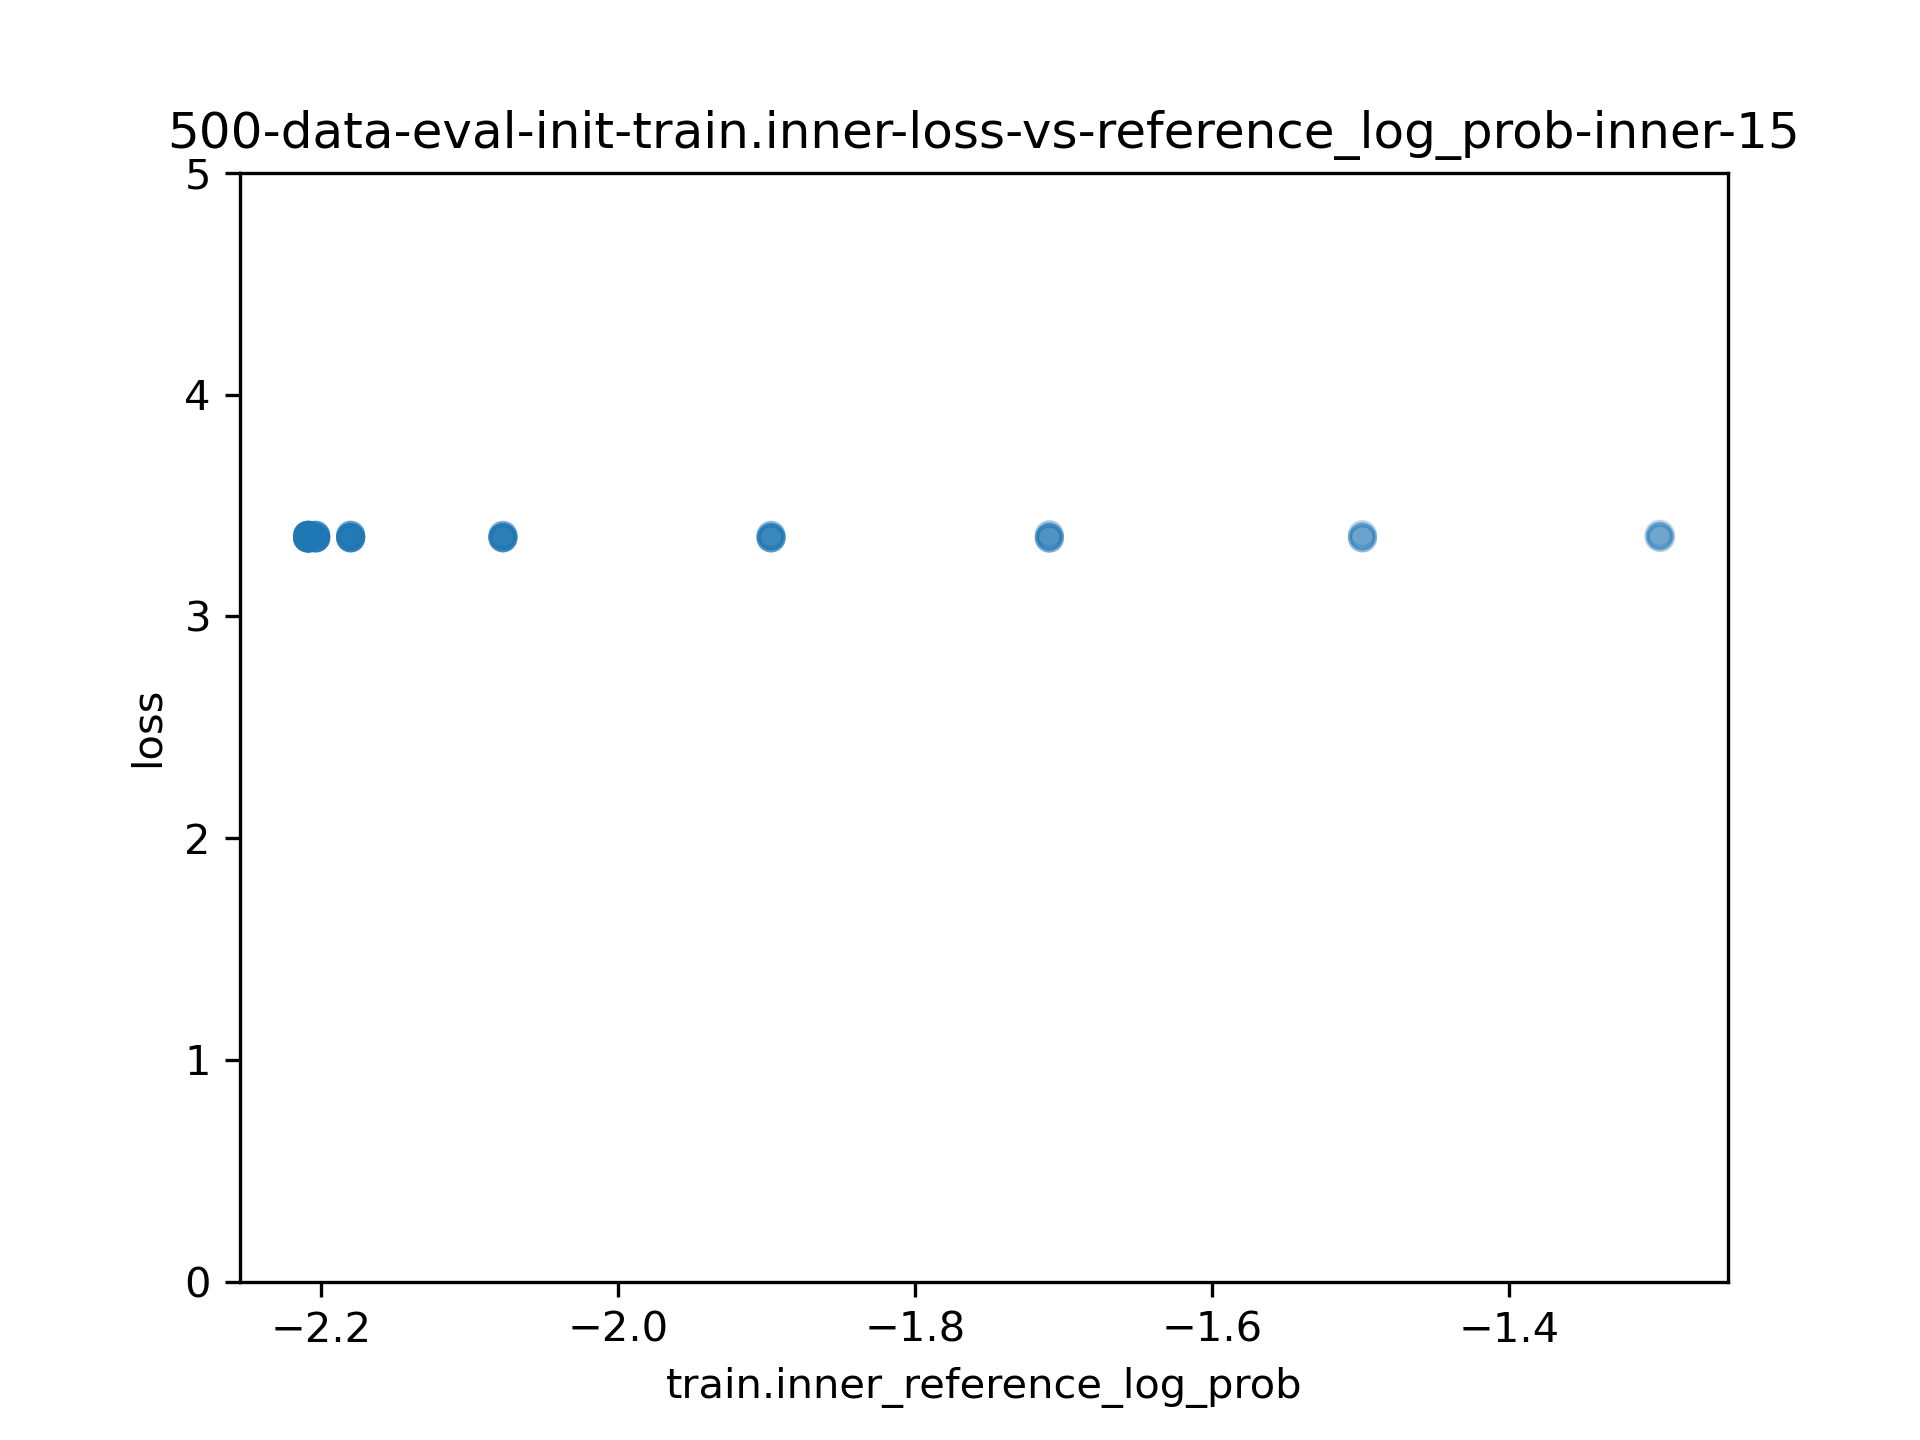 500-data-eval-init-train.inner-loss-vs-reference_log_prob-inner-15
5
4
3
2
1
0
loss
−2.2 −2.0 −1.8 −1.6 −1.4
train.inner_reference_log_prob